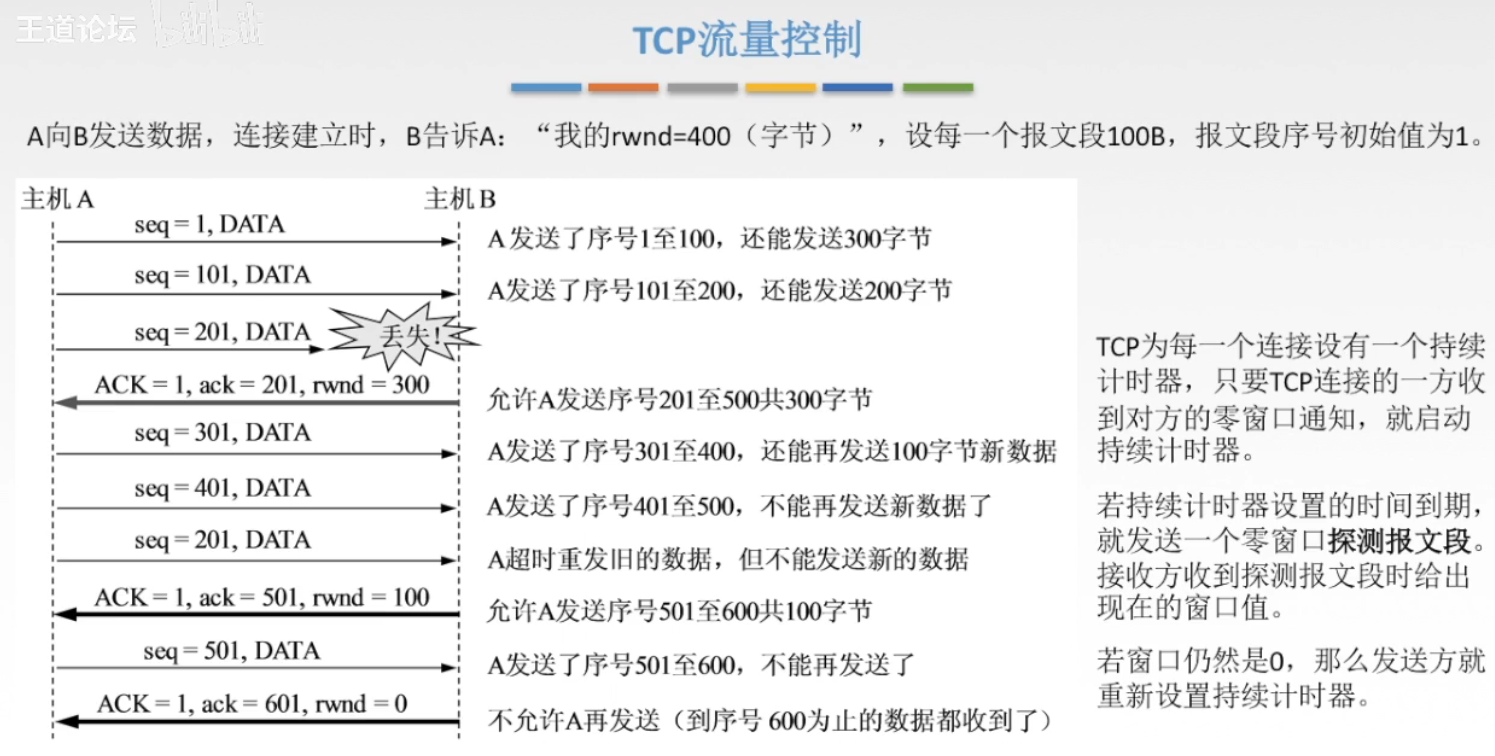 王道论坛 bilibili
TCP流量控制
A向B发送数据，连接建立时，B告诉A：“我的rwnd=400（字节）”，设每一个报文段100B，报文段序号初始值为1。
主机A
主机B
seq = 1, DATA
A发送了序号1至100，还能发送300字节
seq = 101, DATA
A发送了序号101至200，还能发送200字节
seq = 201, DATA
丢失！
ACK = 1, ack = 201, rwnd = 300
允许A发送序号201至500共300字节
seq = 301, DATA
A发送了序号301至400，还能再发送100字节新数据
seq = 401, DATA
A发送了序号401至500，不能再发送新数据了
seq = 201, DATA
A超时重发旧的数据，但不能发送新的数据
ACK = 1, ack = 501, rwnd = 100
允许A发送序号501至600共100字节
seq = 501, DATA
A发送了序号501至600，不能再发送了
ACK = 1, ack = 601, rwnd = 0
不允许A再发送（到序号600为止的数据都收到了）
TCP为每一个连接设有一个持续
计时器，只要TCP连接的一方收
到对方的零窗口通知，就启动
持续计时器。
若持续计时器设置的时间到期，
就发送一个零窗口探测报文段。
接收方收到探测报文段时给出
现在的窗口值。
若窗口仍然是0，那么发送方就
重新设置持续计时器。